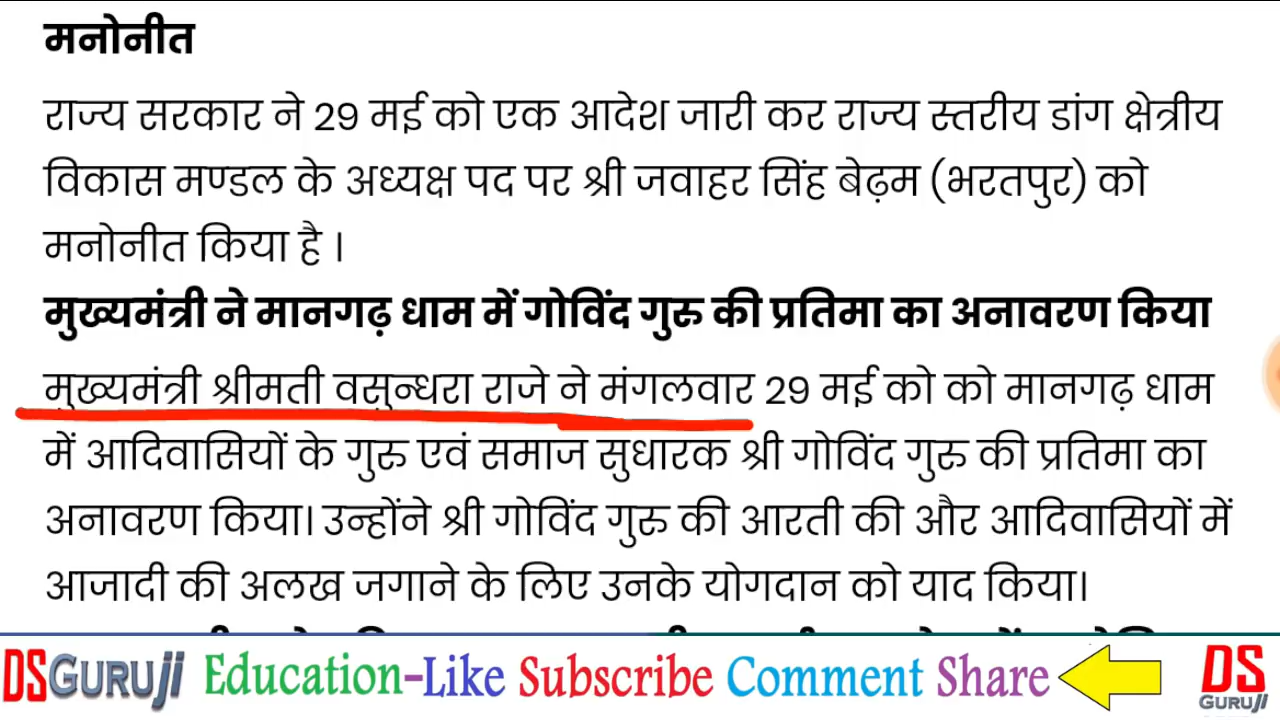 मनोनीत
राज्य सरकार ने 29 मई को एक आदेश जारी कर राज्य स्तरीय डांग क्षेत्रीय
विकास मण्डल के अध्यक्ष पद पर श्री जवाहर सिंह बेढ़म (भरतपुर) को
मनोनीत किया है ।
मुख्यमंत्री ने मानगढ़ धाम में गोविंद गुरु की प्रतिमा का अनावरण किया
मुख्यमंत्री श्रीमती वसुन्धरा राजे ने मंगलवार 29 मई को को मानगढ़ धाम
में आदिवासियों के गुरु एवं समाज सुधारक श्री गोविंद गुरु की प्रतिमा का
अनावरण किया। उन्होंने श्री गोविंद गुरु की आरती की और आदिवासियों में
आजादी की अलख जगाने के लिए उनके योगदान को याद किया।
DSGURUji Education-Like Subscribe Comment Share DS
GURUji